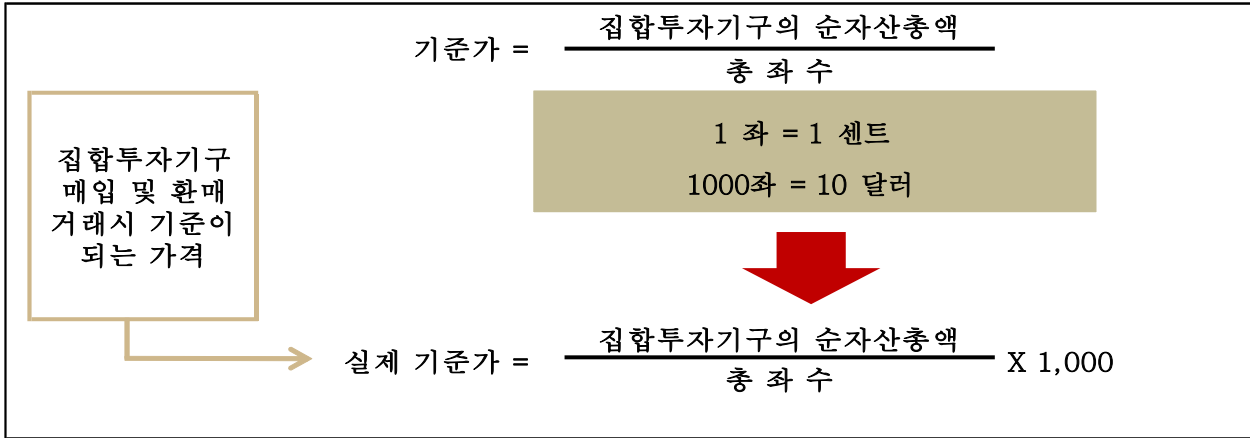 집합투자기구의 순자산총액
기준가 =
총 좌 수
1 좌 = 1 센트
1000좌 = 10 달러
집합투자기구
매입 및 환매
거래시 기준이
되는 가격
집합투자기구의 순자산총액
실제 기준가 =
X 1,000
총 좌 수